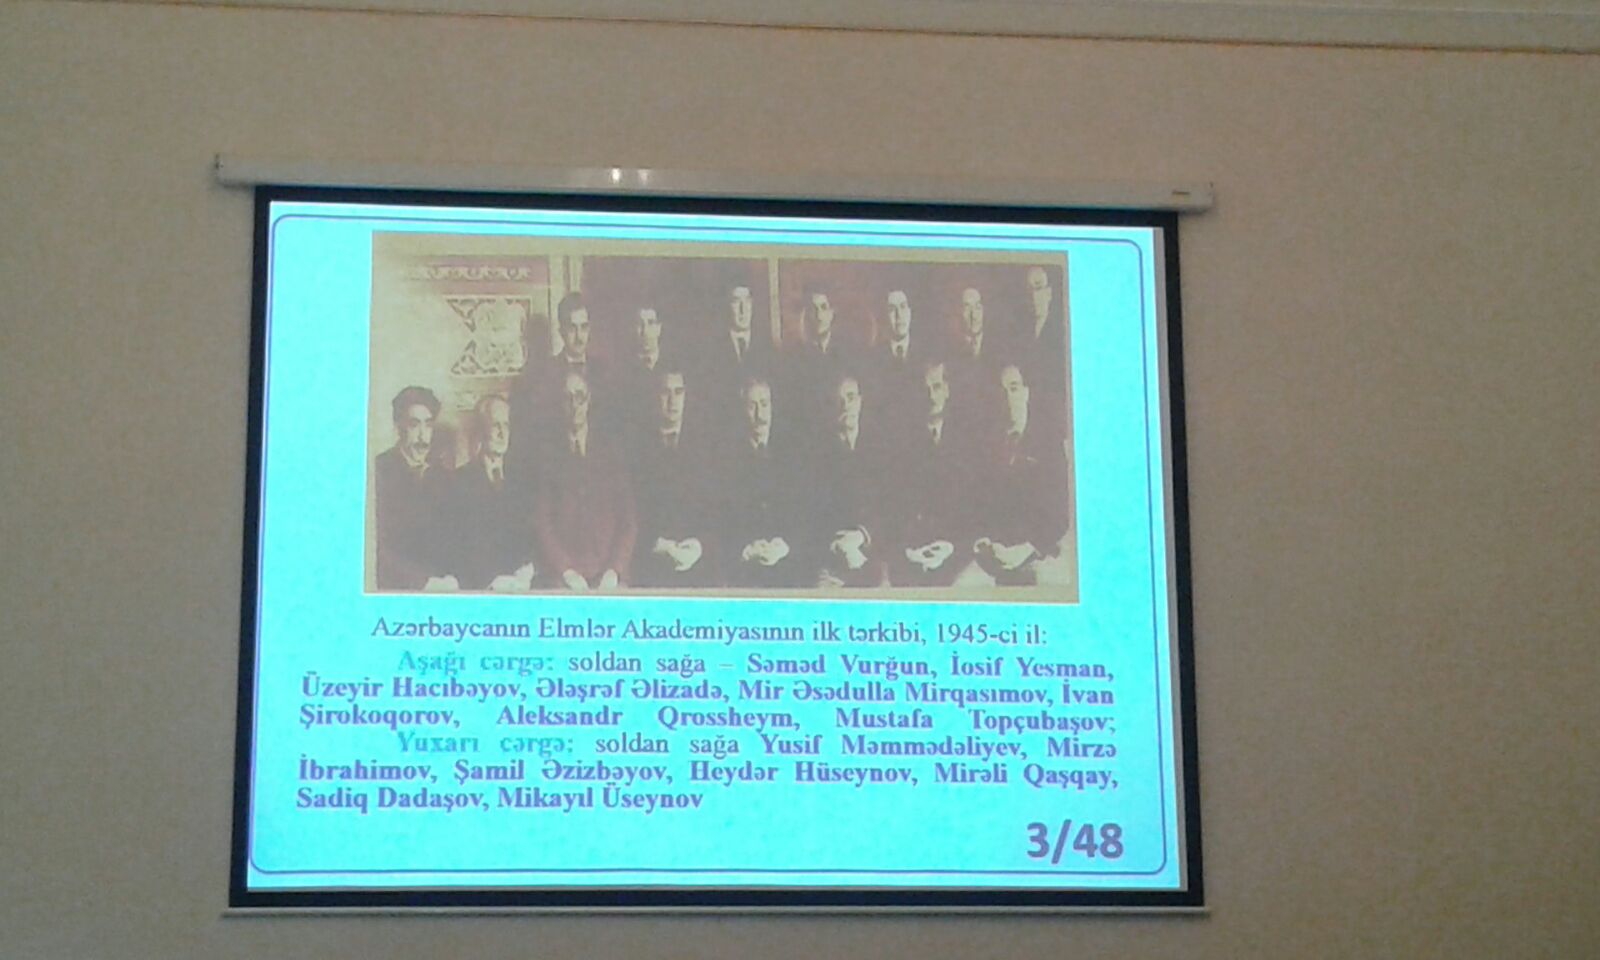 Azərbaycanın Elmlər Akademiyasının ilk tərkibi, 1945-ci il:
Aşağı cərgə: soldan sağa – Səməd Vurğun, İosif Yesman,
Üzeyir Hacıbəyov, Ələşrəf Əlizadə, Mir Əsədulla Mirqasımov, İvan
Şirokoqorov, Aleksandr Qrossheym, Mustafa Topçubaşov;
Yuxarı cərgə: soldan sağa Yusif Məmmədəliyev, Mirzə
İbrahimov, Şamil Əzizbəyov, Heydər Hüseynov, Mirəli Qaşqay,
Sadiq Dadaşov, Mikayıl Üseynov
3/48